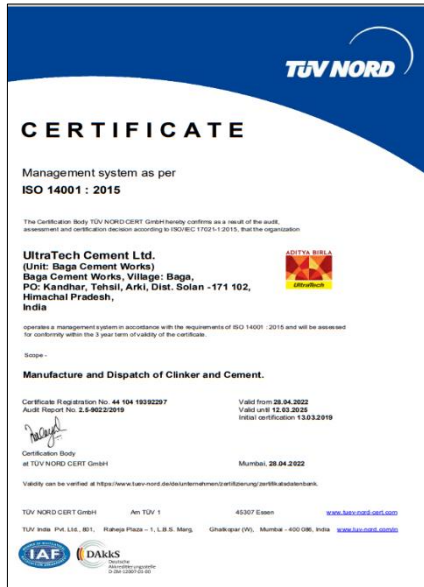 TÜV NORD
CERTIFICATE
Management system as per
ISO 14001 : 2015
The Certification Body TÜV NORD CERT GmbH hereby confirms as a result of the audit,
assessment and certification decision according to ISO/IEC 17021-1:2015, that the organization
UltraTech Cement Ltd.
(Unit: Baga Cement Works)
Baga Cement Works, Village: Baga,
PO: Kandhar, Tehsil, Arki, Dist. Solan -171 102,
Himachal Pradesh,
India
ADITYA BIRLA
UltraTech
operates a management system in accordance with the requirements of ISO 14001 : 2015 and will be assessed
for conformity within the 3 year term of validity of the certificate.
Scope -
Manufacture and Dispatch of Clinker and Cement.
Certificate Registration No. 44 104 19392297
Audit Report No. 2.5-9022/2019
Valid from 28.04.2022
Valid until 12.03.2025
Initial certification 13.03.2019
Certification Body
at TÜV NORD CERT GmbH
Mumbai, 28.04.2022
Validity can be verified at https://www.tuev-nord.de/de/unternehmen/zertifizierung/zertifikatsdatenbank.
TÜV NORD CERT GmbH Am TÜV 1 45307 Essen www.tuev-nord-cert.com
TUV India Pvt. Ltd., 801, Raheja Plaza – 1, L.B.S. Marg, Ghatkopar (W), Mumbai - 400 086, India www.tuv-nord.com/in
IAF
DAkkS
Deutsche
Akkreditierungsstelle